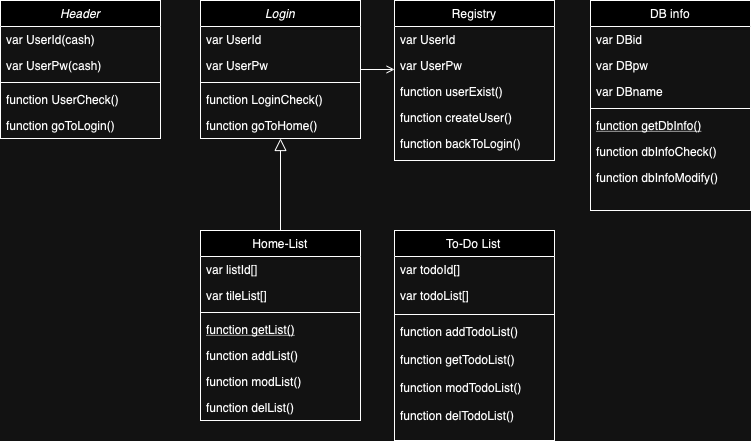 Header
var UserId(cash)
var UserPw(cash)
function UserCheck()
function goToLogin()
Login
var UserId
var UserPw
function LoginCheck()
function goToHome()
Registry
var UserId
var UserPw
function userExist()
function createUser()
function backToLogin()
DB info
var DBid
var DBpw
var DBname
function getDbInfo()
function dbInfoCheck()
function dbInfoModify()
Home-List
var listId[]
var tileList[]
function getList()
function addList()
function modList()
function delList()
To-Do List
var todoId[]
var todoList[]
function addTodoList()
function getTodoList()
function modTodoList()
function delTodoList()